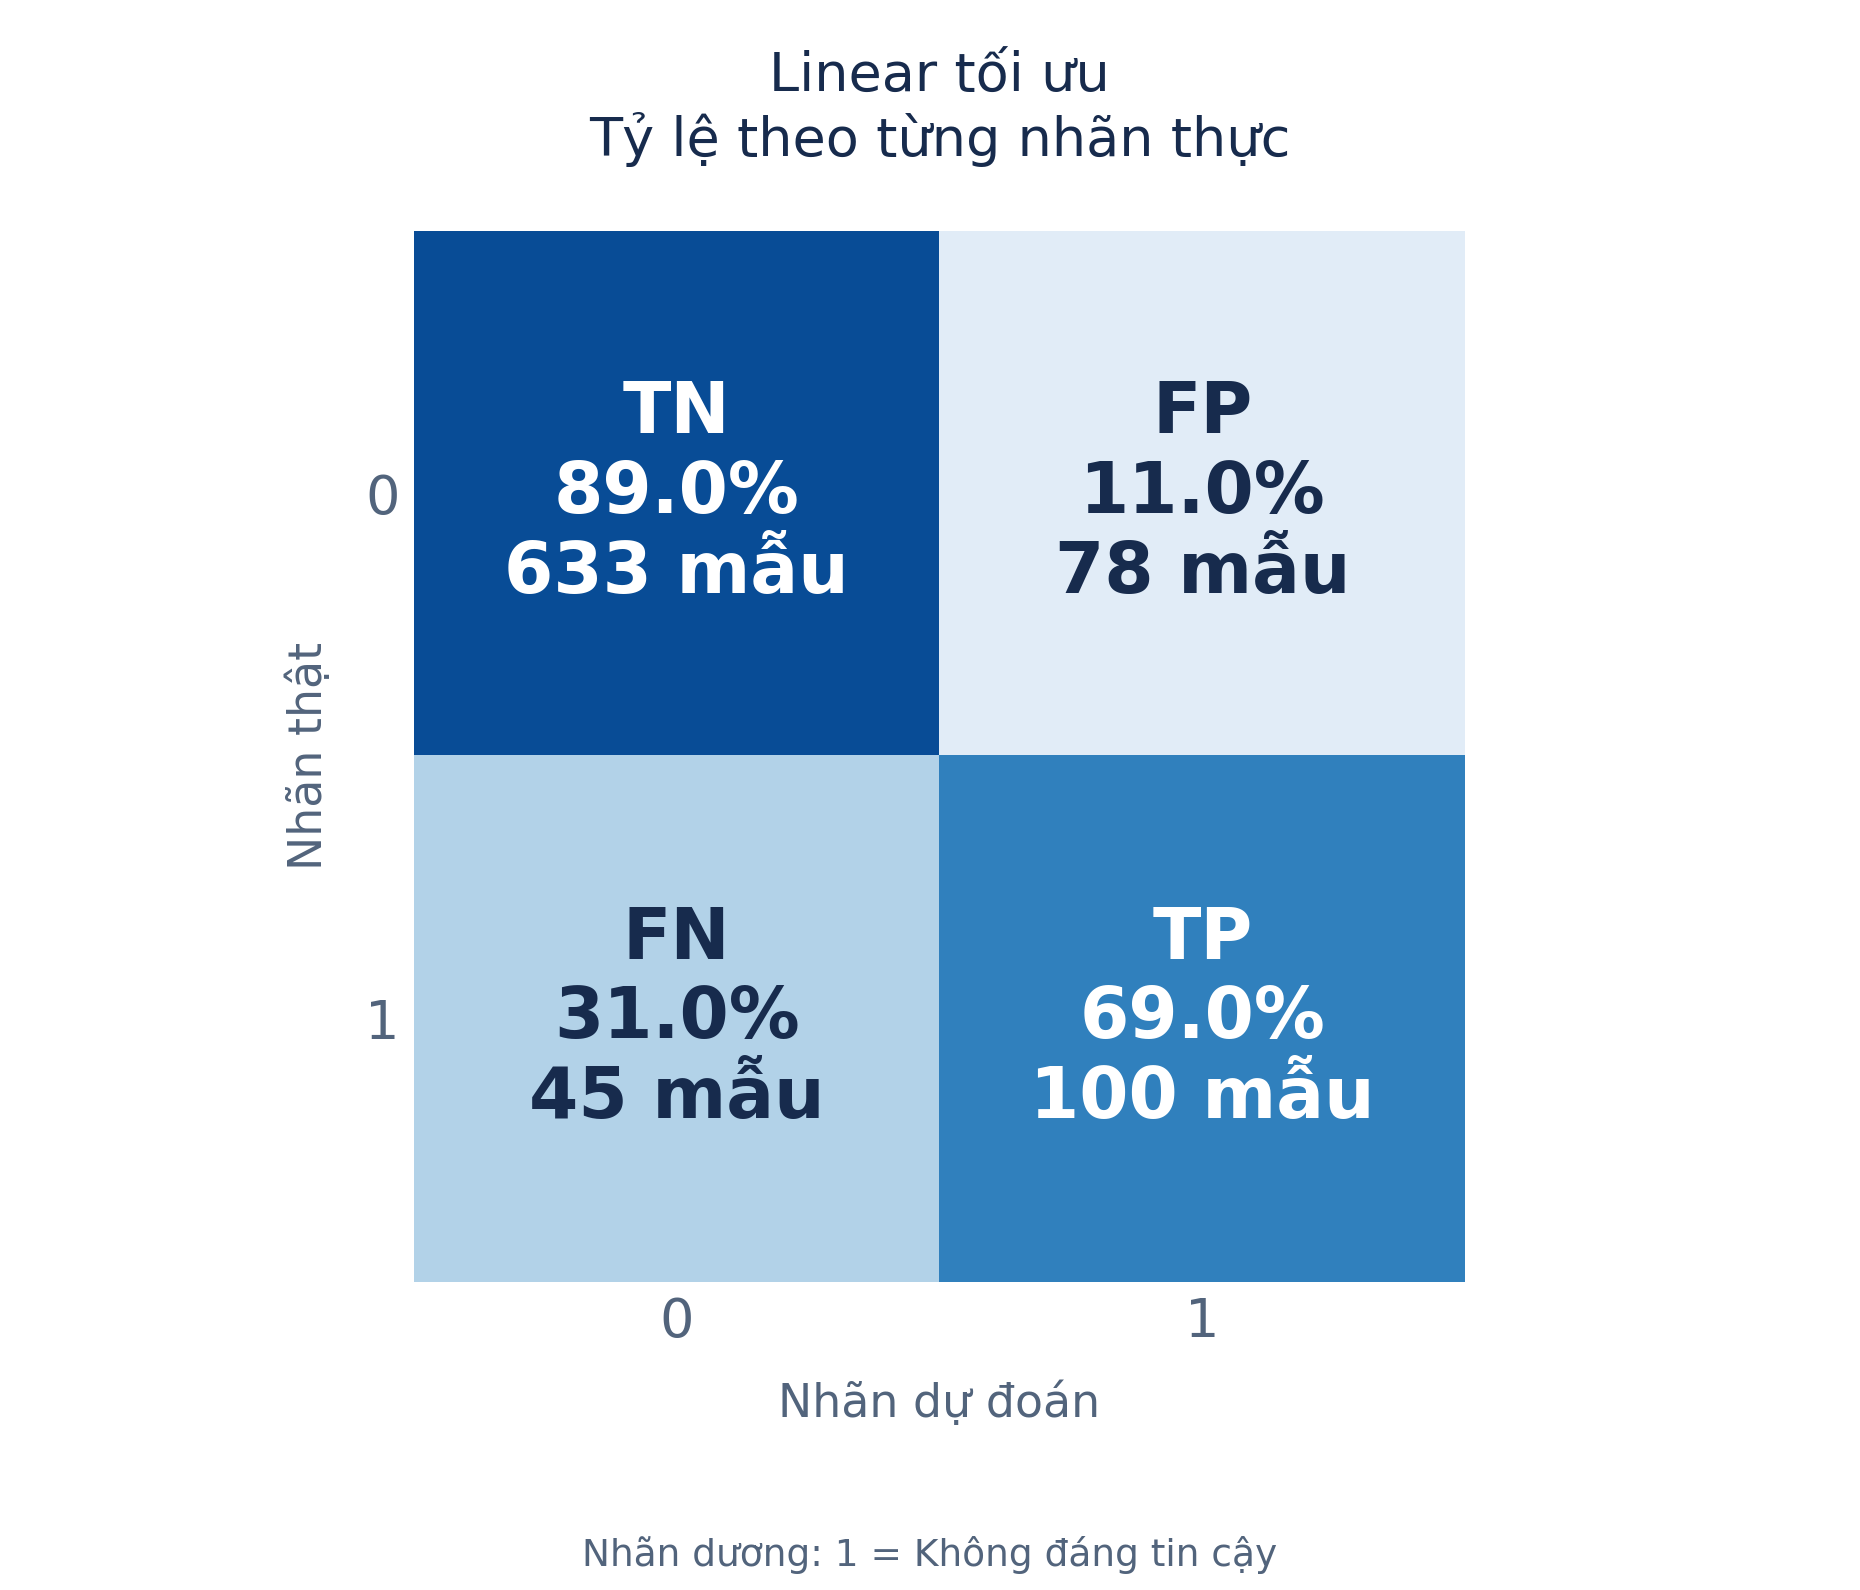 Linear tối ưu
Tỷ lệ theo từng nhãn thực
TN
89.0%
633 mẫu
FP
11.0%
78 mẫu
0
Nhãn thật
FN
31.0%
45 mẫu
TP
69.0%
100 mẫu
1
0
1
Nhãn dự đoán
Nhãn dương: 1 = Không đáng tin cậy